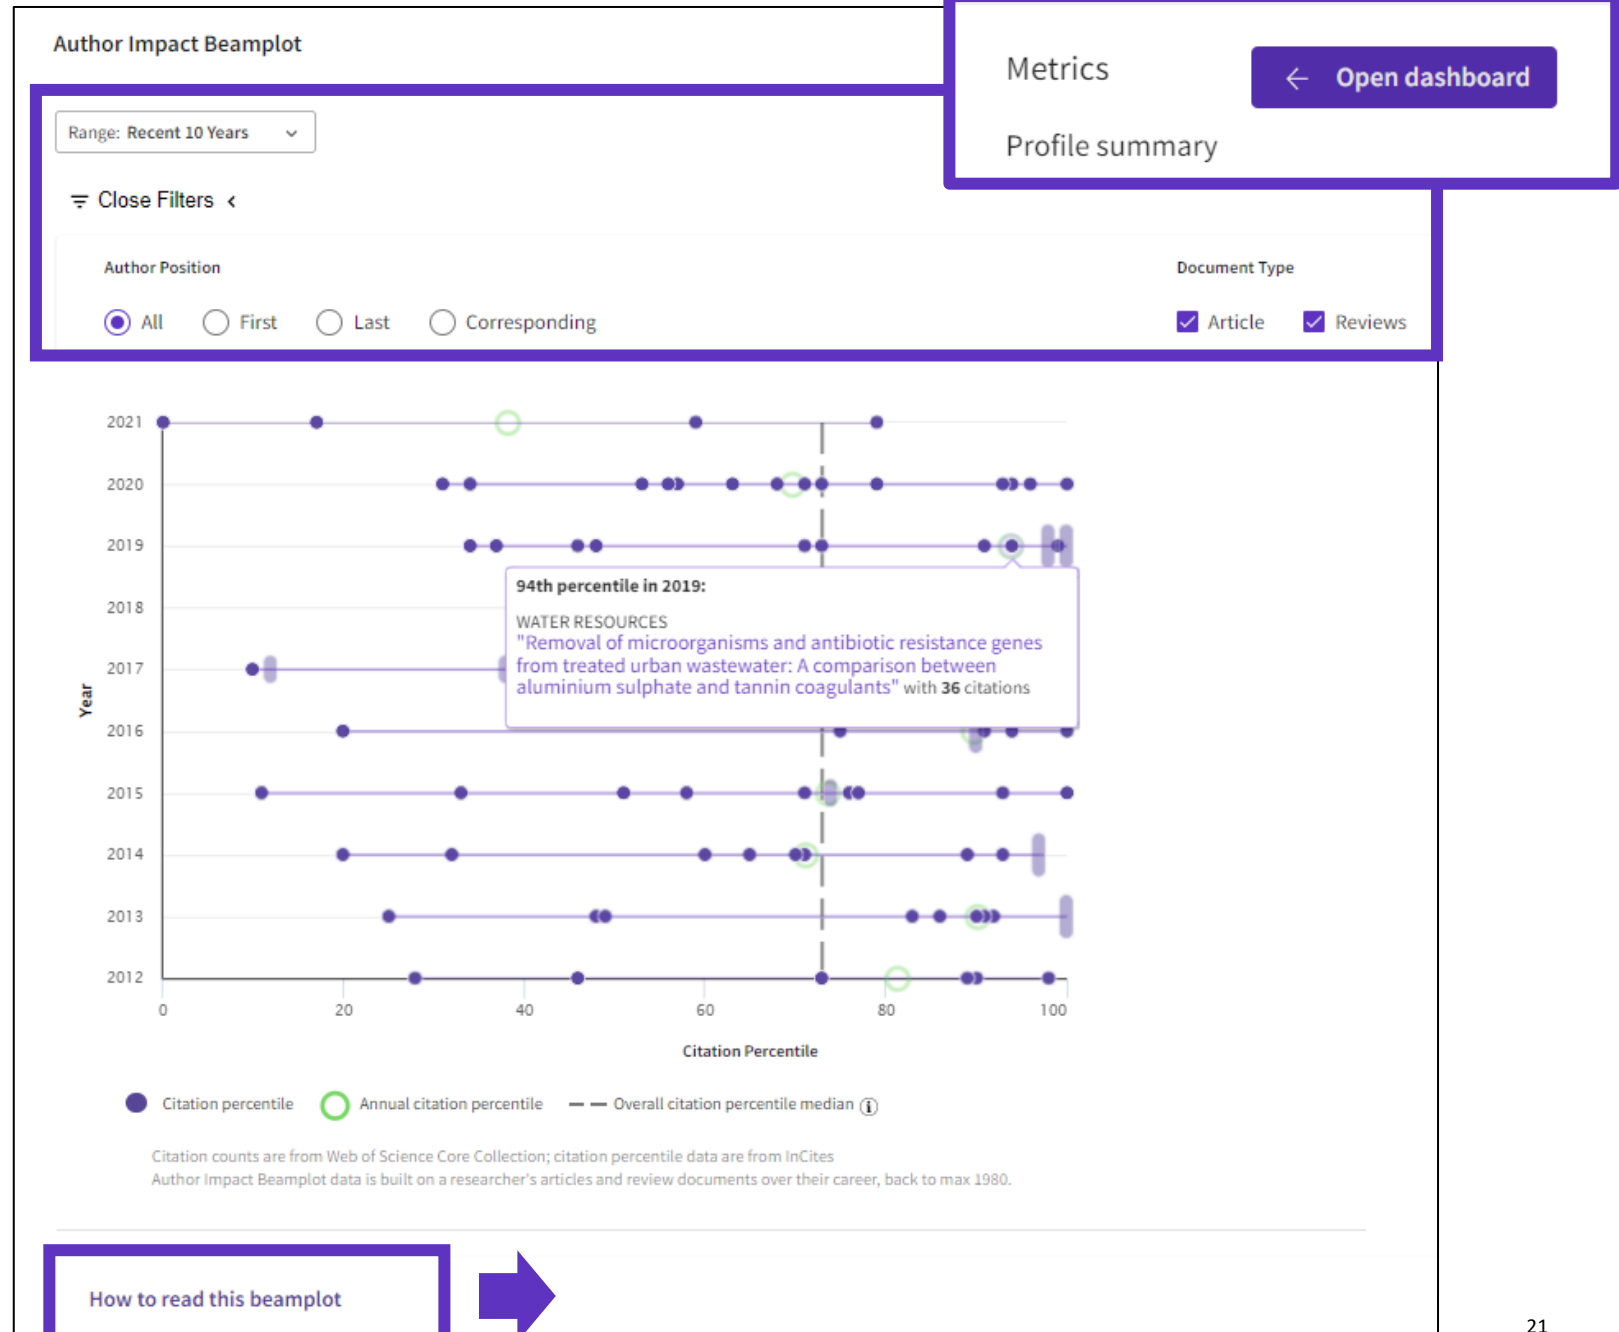 Author Impact Beamplot
Metrics
Open dashboard
Profile summary
Range: Recent 10 Years
Close Filters
Author Position
Document Type
All
First
Last
Corresponding
Article
Reviews
2021
2020
2019
94th percentile in 2019:
WATER RESOURCES
"Removal of microorganisms and antibiotic resistance genes
from treated urban wastewater: A comparison between
aluminium sulphate and tannin coagulants" with 36 citations
2018
2017
Year
2016
2015
2014
2013
2012
0 20 40 60 80 100
Citation Percentile
Citation percentile
Annual citation percentile
Overall citation percentile median
Citation counts are from Web of Science Core Collection; citation percentile data are from InCites
Author Impact Beamplot data is built on a researcher's articles and review documents over their career, back to max 1980.
How to read this beamplot
21